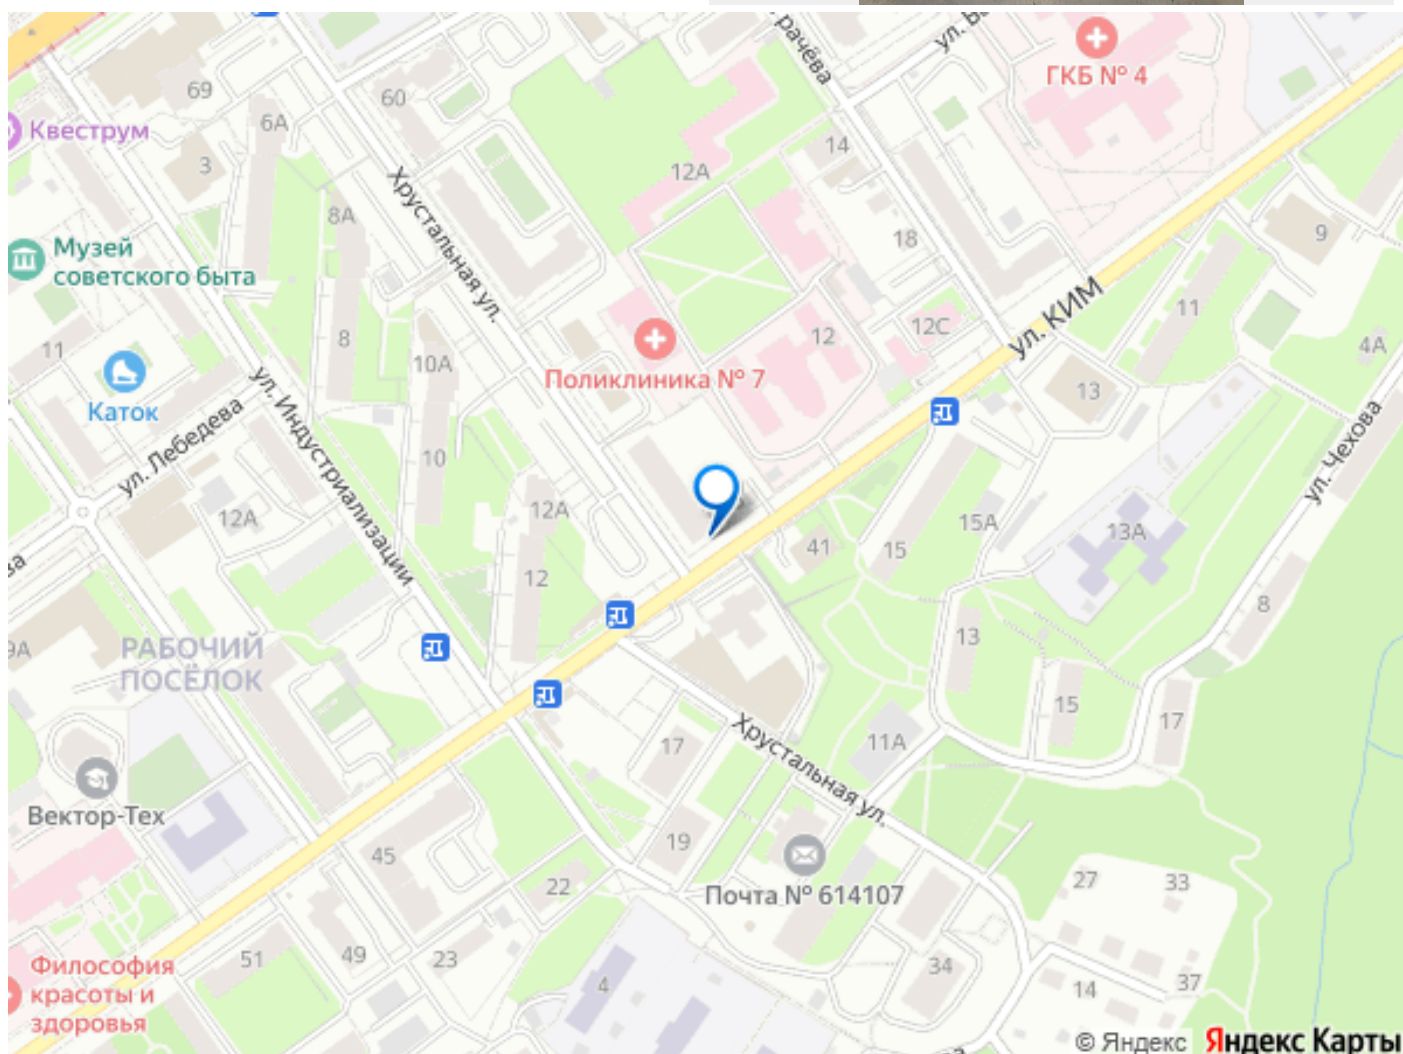 ул. Грачёва
ГКБ № 4
69
60
6А
Квеструм
3
14
12А
Хрустальная ул.
8А
18
9
Музей
советского быта
ул. КИМ
11
12С
12
8
11
10А
4А
Поликлиника № 7
Каток
13
ул. Индустриализации
ул. Лебедева
ул. Чехова
10
12А
12А
15А
13А
41
15
12
8
13
РАБОЧИЙ
ПОСЁЛОК
15
17
17
Хрустальная ул.
11А
Вектор-Тех
19
45
22
Почта № 614107
27
33
51
49
23
34
37
14
4
Философия
красоты и
здоровья
© Яндекс Яндекс Карты